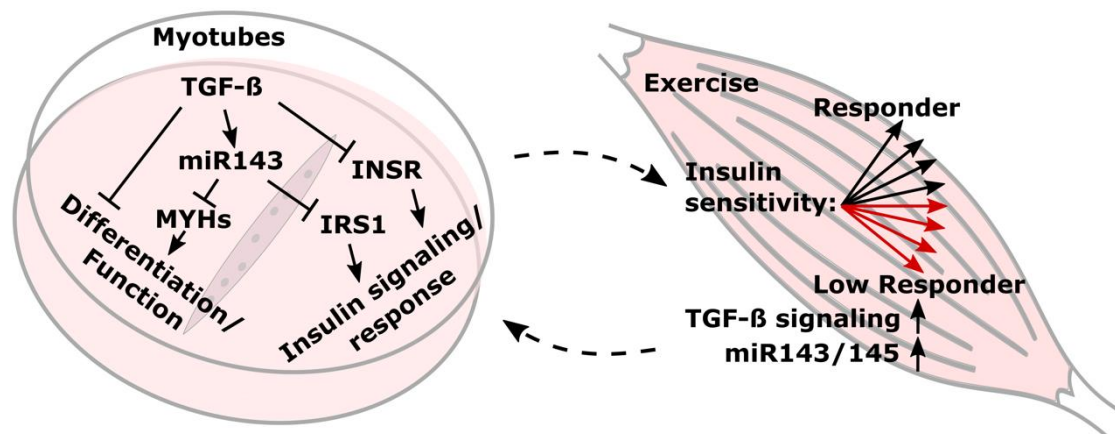 Myotubes
TGF-ß
miR143
INSR
MYHs
IRS1
Differentiation/
Function
Insulin signaling/
response
Exercise
Responder
Insulin
sensitivity:
Low Responder
TGF-ß signaling
miR143/145